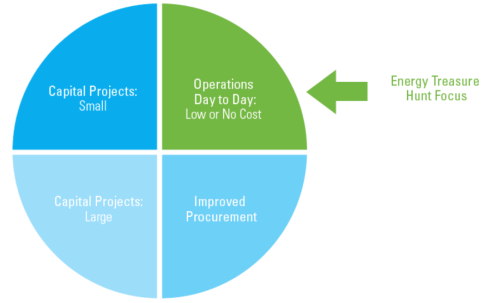 Capital Projects:
Small
Operations
Day to Day:
Low or No Cost
Energy Treasure
Hunt Focus
Capital Projects:
Large
Improved
Procurement